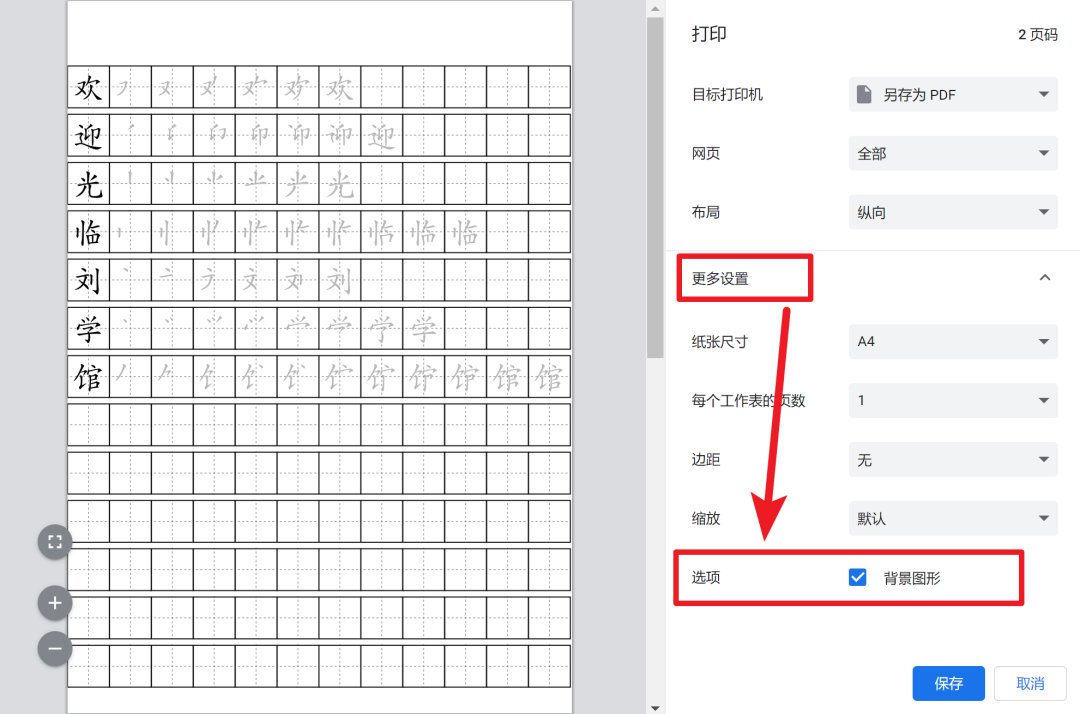 欢
迎
光
临
刘
学
馆
打印
2 页码
目标打印机
另存为 PDF
网页
全部
布局
纵向
更多设置
纸张尺寸
A4
每个工作表的页数
1
边距
无
缩放
默认
选项
背景图形
保存
取消